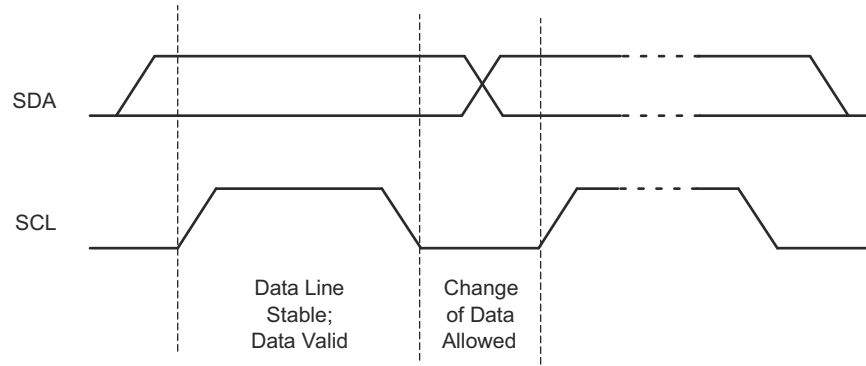 SDA
SCL
Data Line
Stable;
Data Valid
Change
of Data
Allowed